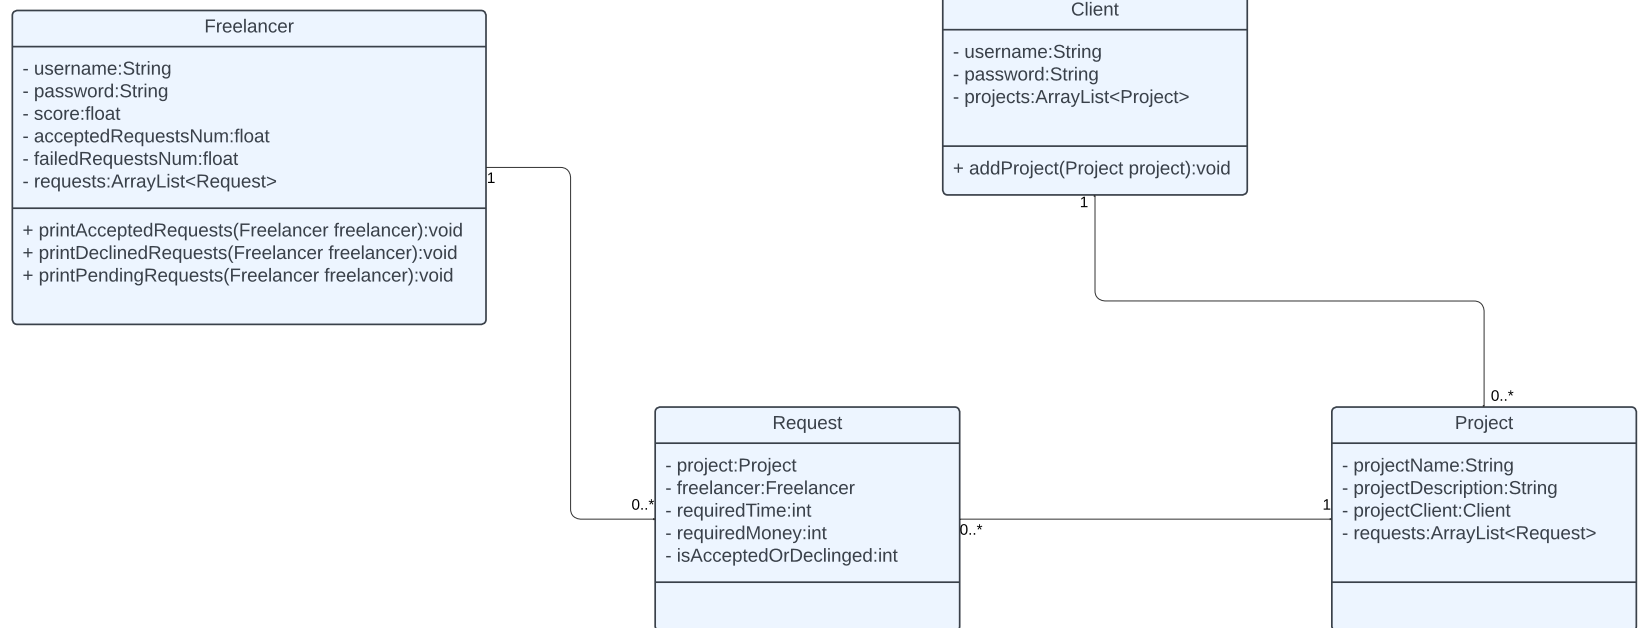 Freelancer
- username:String
- password:String
- score:float
- acceptedRequestsNum:float
- failedRequestsNum:float
- requests:ArrayList<Request>
+ printAcceptedRequests(Freelancer freelancer):void
+ printDeclinedRequests(Freelancer freelancer):void
+ printPendingRequests(Freelancer freelancer):void
1
Client
- username:String
- password:String
- projects:ArrayList<Project>
+ addProject(Project project):void
1
0..*
0..*
Request
- project:Project
- freelancer:Freelancer
- requiredTime:int
- requiredMoney:int
- isAcceptedOrDeclinged:int
0..*
1
Project
- projectName:String
- projectDescription:String
- projectClient:Client
- requests:ArrayList<Request>